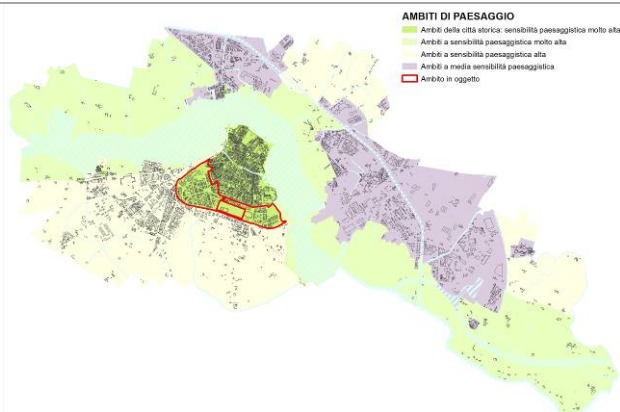 AMBITI DI PAESAGGIO
Ambiti della città storica: sensibilità paesaggistica molto alta
Ambiti a sensibilità paesaggistica molto alta
Ambiti a sensibilità paesaggistica alta
Ambiti a media sensibilità paesaggistica
Ambito in oggetto